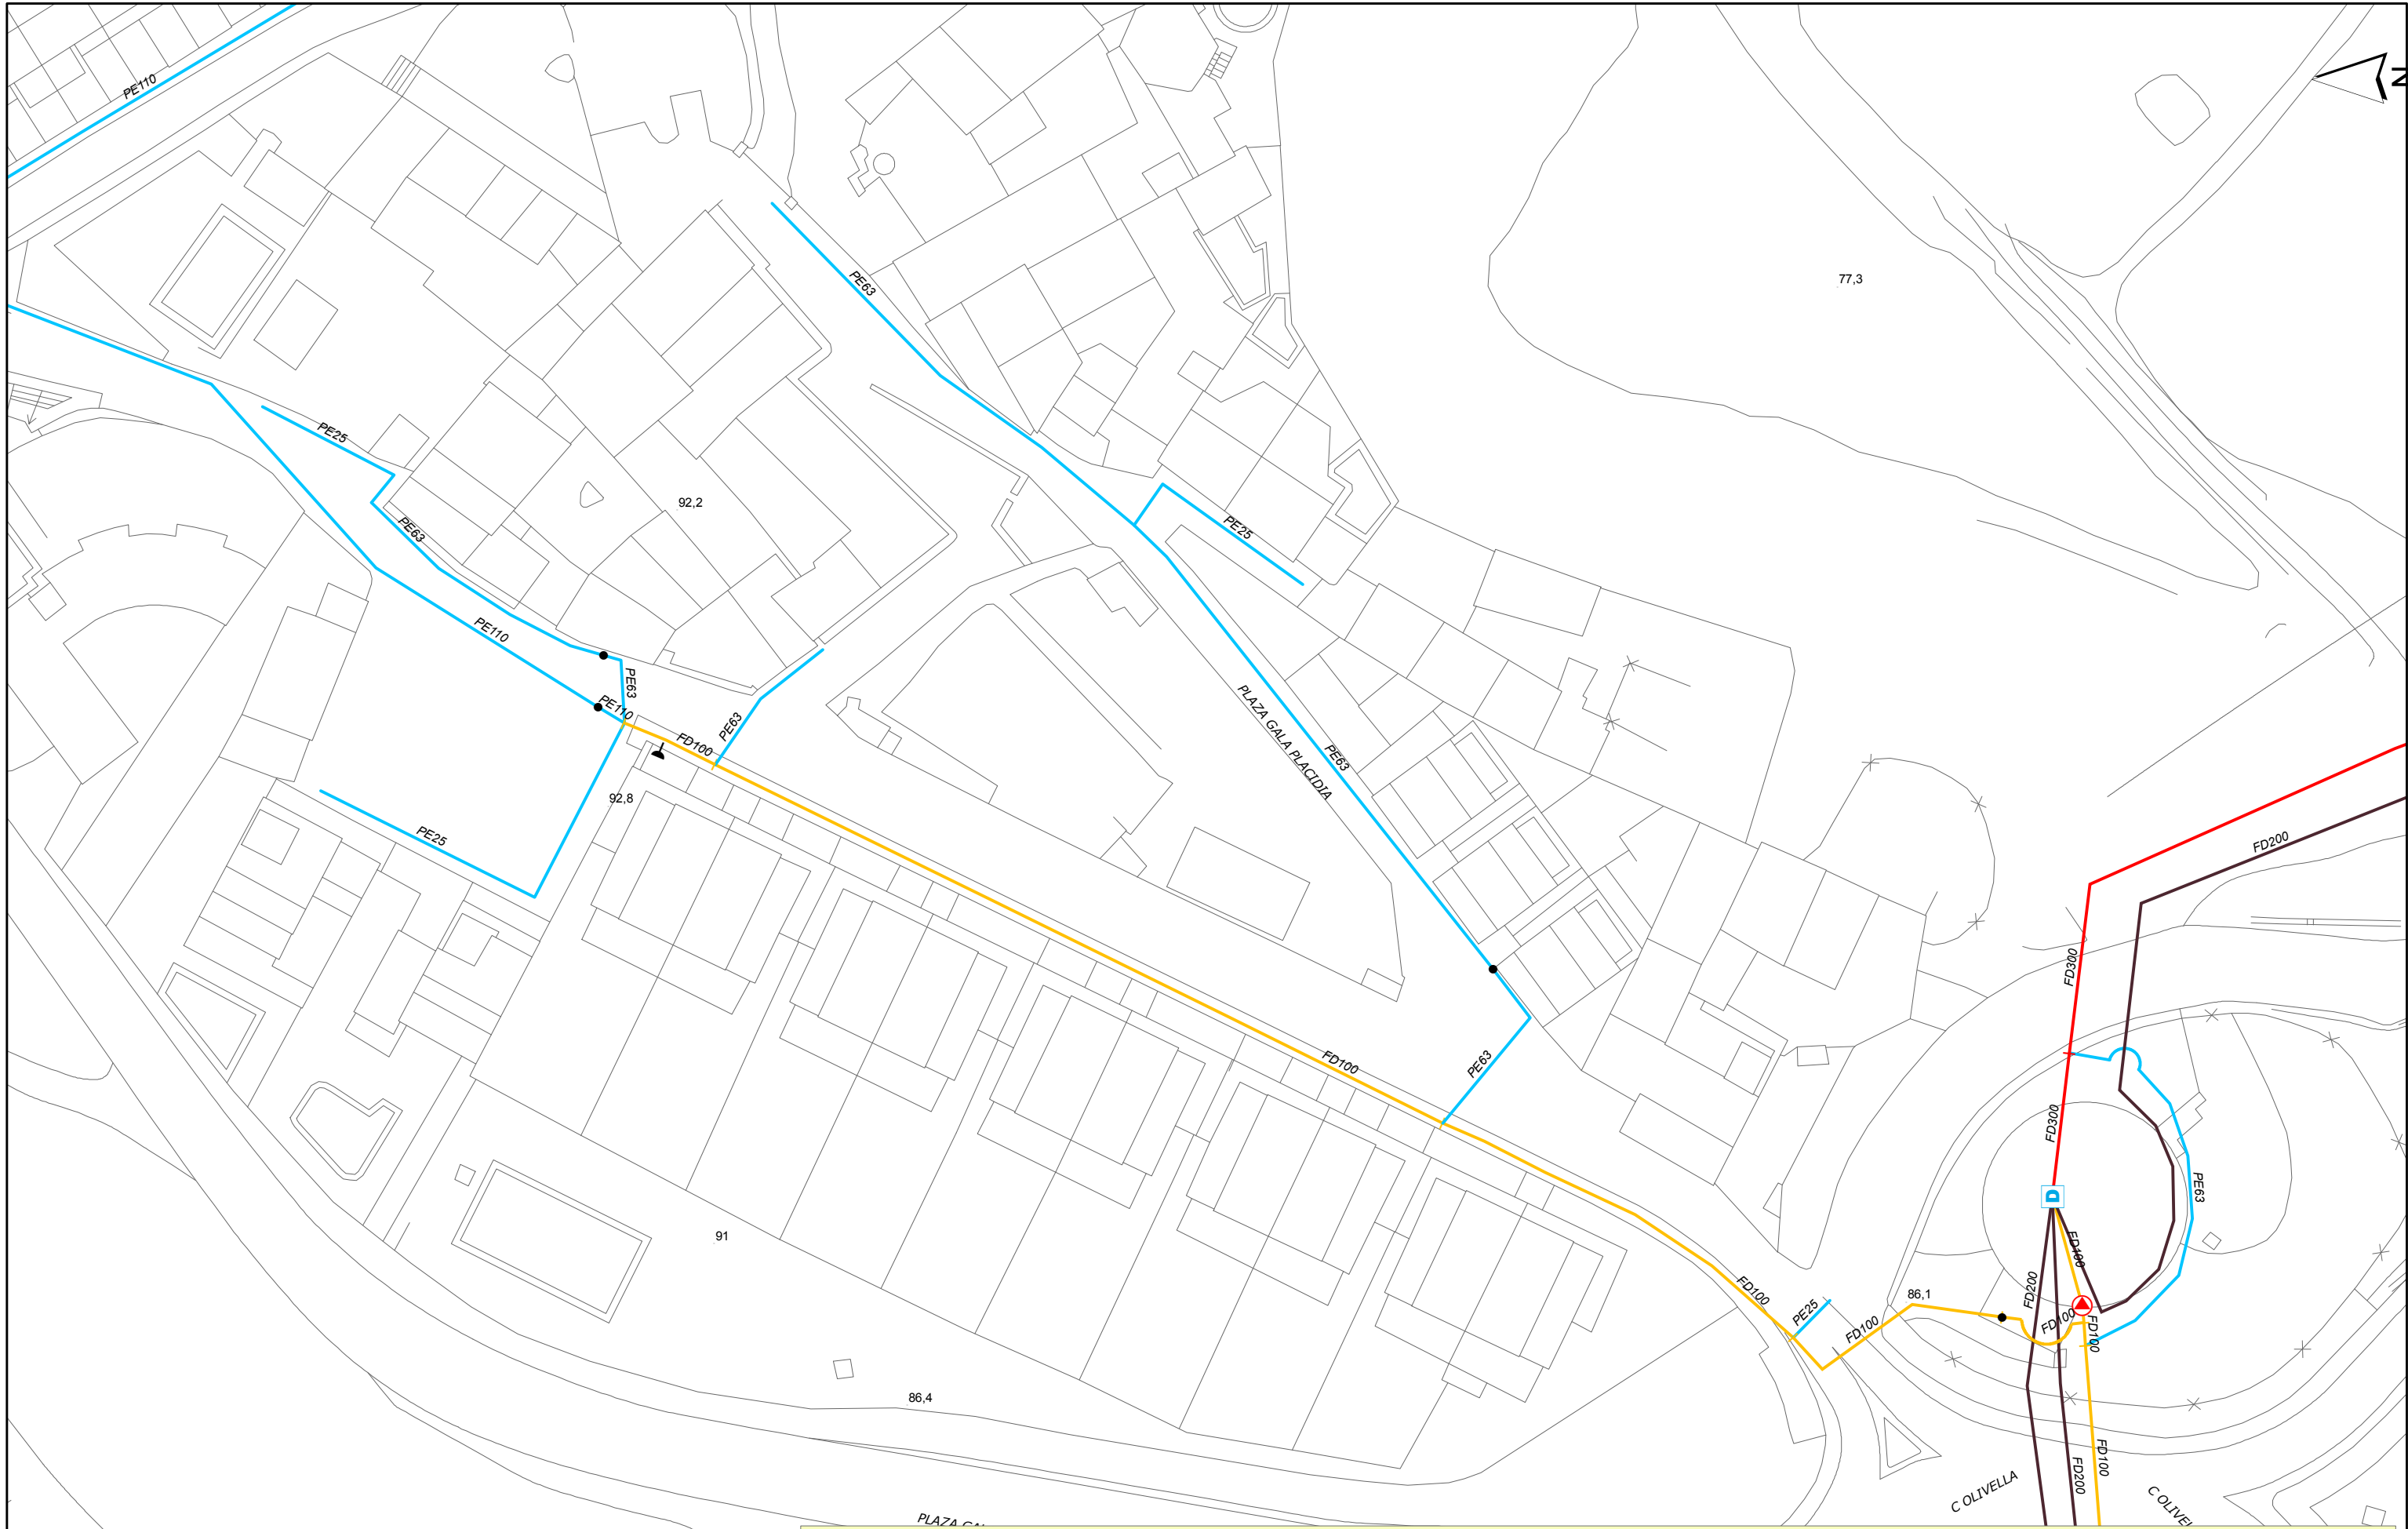 PE110
N
PE63
77,3
PE25
92,2
PE63
PE25
PE110
PE63
PE110
PE63
FD100
PLAZA GALA PLACIDIA
PE63
92,8
PE25
FD200
FD300
FD100
PE63
FD300
PE63
D
91
FD100
FD200
FD100
PE25
86,1
FD100
FD100
FD100
86,4
FD100
FD200
C OLIVELLA
C OLIVE
PLAZA GA